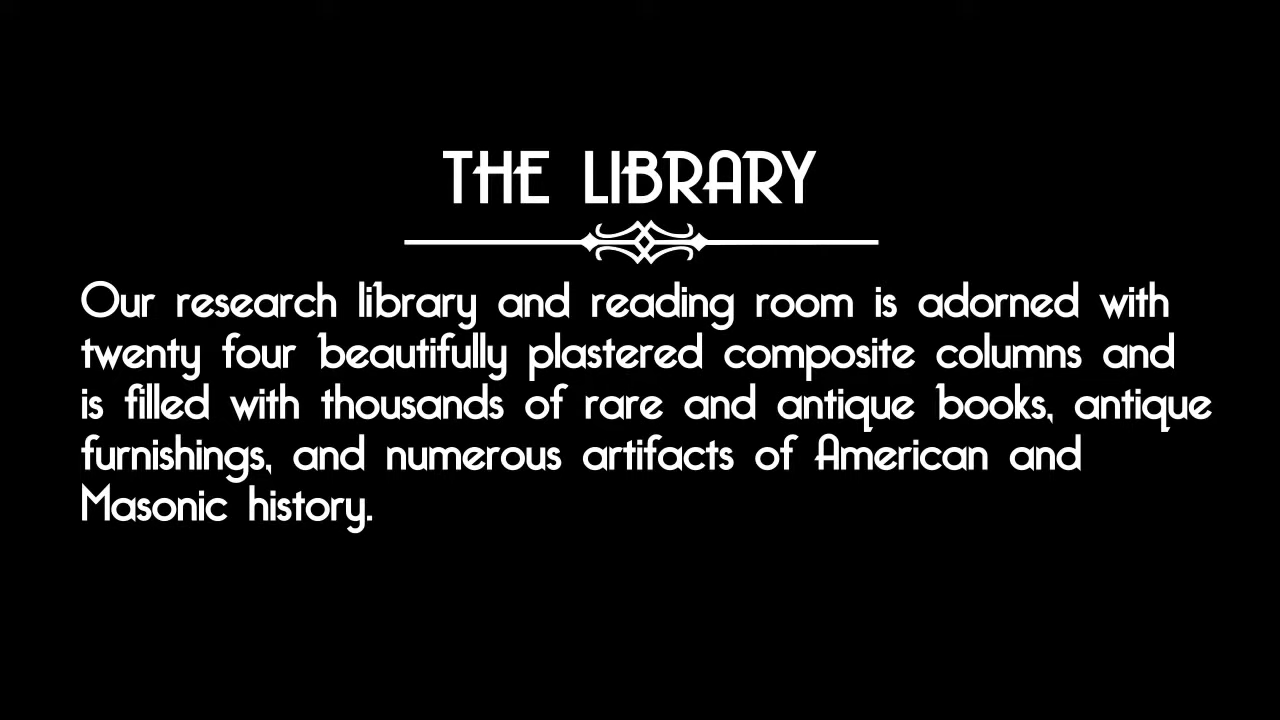 THE LIBRARY
Our research library and reading room is adorned with
twenty four beautifully plastered composite columns and
is filled with thousands of rare and antique books, antique
furnishings, and numerous artifacts of American and
Masonic history.